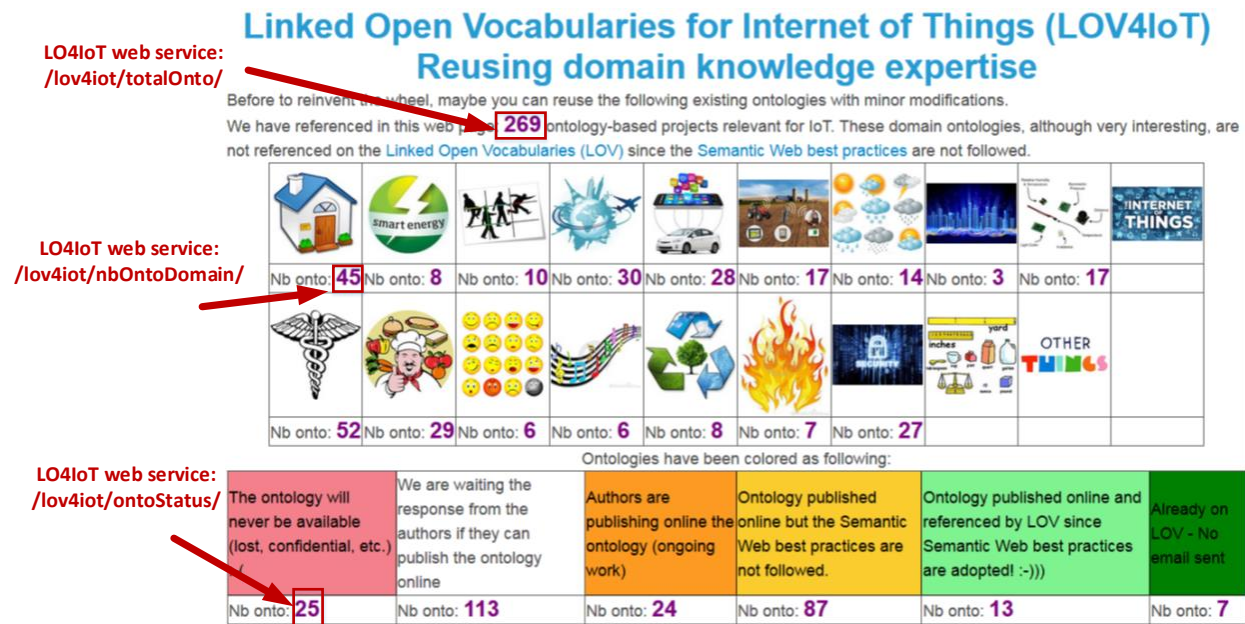 Linked Open Vocabularies for Internet of Things (LOV4IoT)
Reusing domain knowledge expertise
LO4IoT web service:
/lov4iot/totalOnto/
Before to reinvent the wheel, maybe you can reuse the following existing ontologies with minor modifications.
We have referenced in this web page 269 ontology-based projects relevant for IoT. These domain ontologies, although very interesting, are
not referenced on the Linked Open Vocabularies (LOV) since the Semantic Web best practices are not followed.
smart energy
INTERNET
OF
THINGS
LO4IoT web service:
/lov4iot/nbOntoDomain/
Nb onto: 45 Nb onto: 8 Nb onto: 10 Nb onto: 30 Nb onto: 28 Nb onto: 17 Nb onto: 14 Nb onto: 3 Nb onto: 17
SECURITY
yard
inches
OTHER
THINGS
Nb onto: 52 Nb onto: 29 Nb onto: 6 Nb onto: 6 Nb onto: 8 Nb onto: 7 Nb onto: 27
Ontologies have been colored as following:
LO4IoT web service:
/lov4iot/ontoStatus/
The ontology will
never be available
(lost, confidential, etc.)
:-(
We are waiting the
response from the
authors if they can
publish the ontology
online
Authors are
publishing online the
ontology (ongoing
work)
Ontology published
online but the Semantic
Web best practices are
not followed.
Ontology published online and
referenced by LOV since
Semantic Web best practices
are adopted! :-)))
Already on
LOV - No
email sent
Nb onto: 25 Nb onto: 113 Nb onto: 24 Nb onto: 87 Nb onto: 13 Nb onto: 7